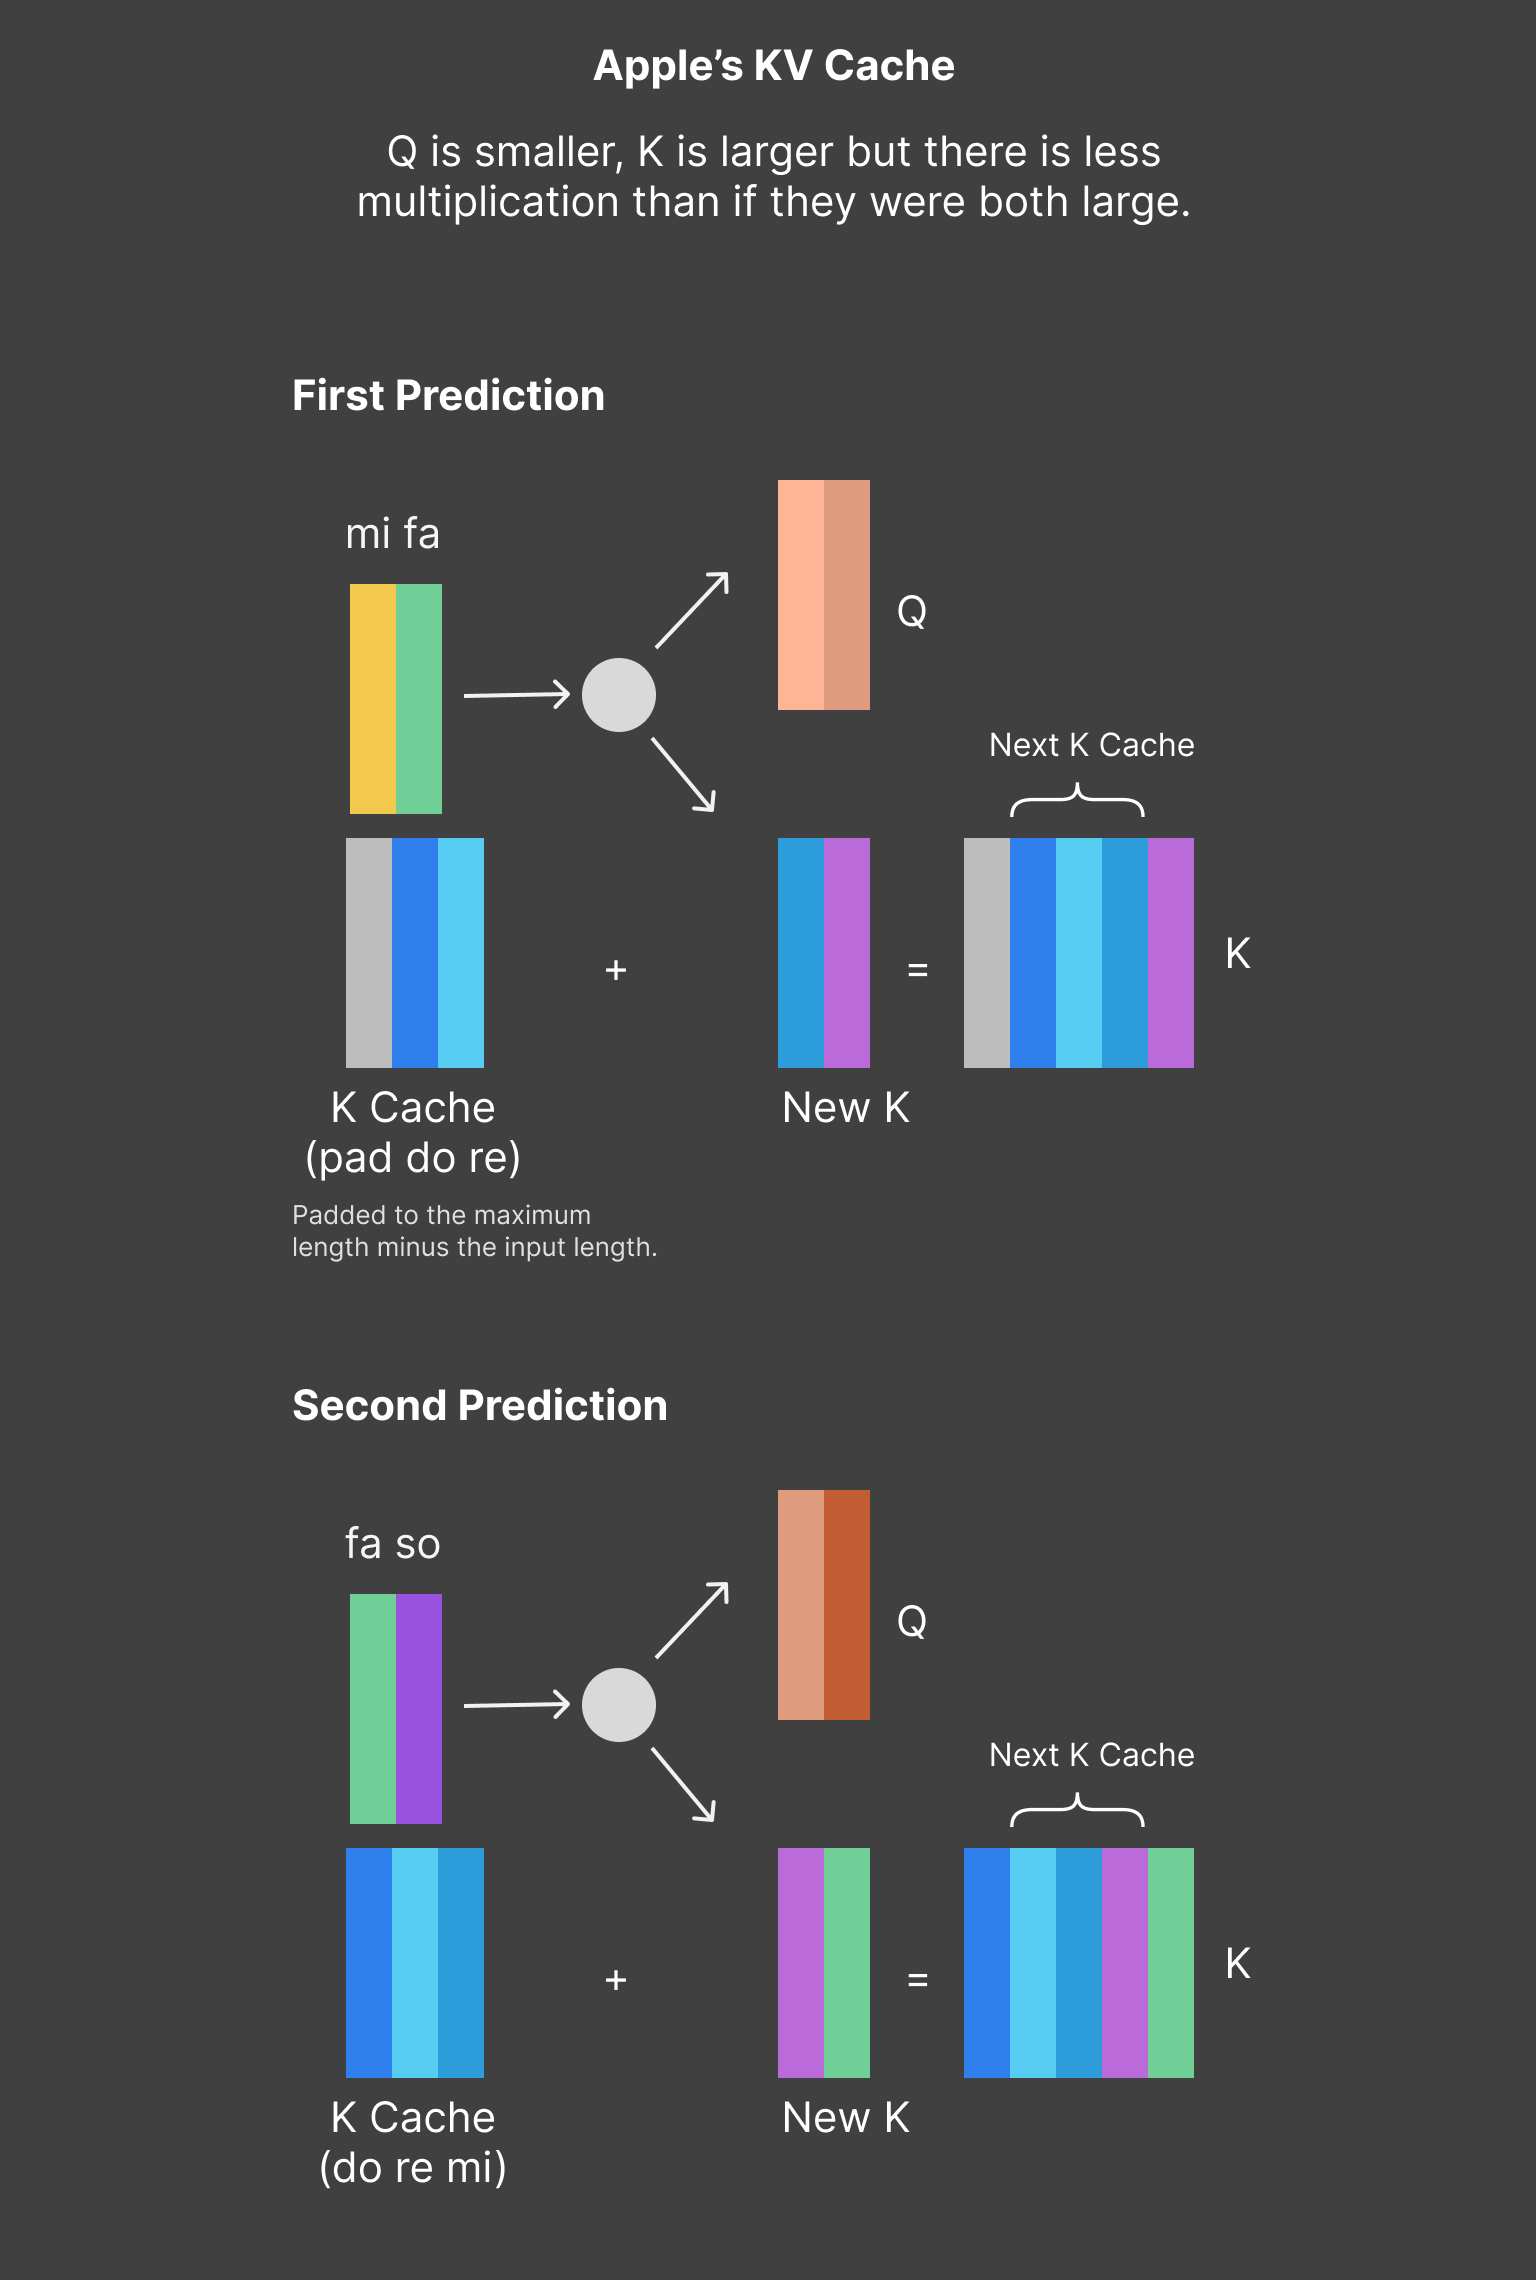 Apple’s KV Cache
Q is smaller, K is larger but there is less
multiplication than if they were both large.
First Prediction
mi fa
Q
Next K Cache
+
=
K
K Cache
(pad do re)
New K
Padded to the maximum
length minus the input length.
Second Prediction
fa so
Q
Next K Cache
+
=
K
K Cache
(do re mi)
New K